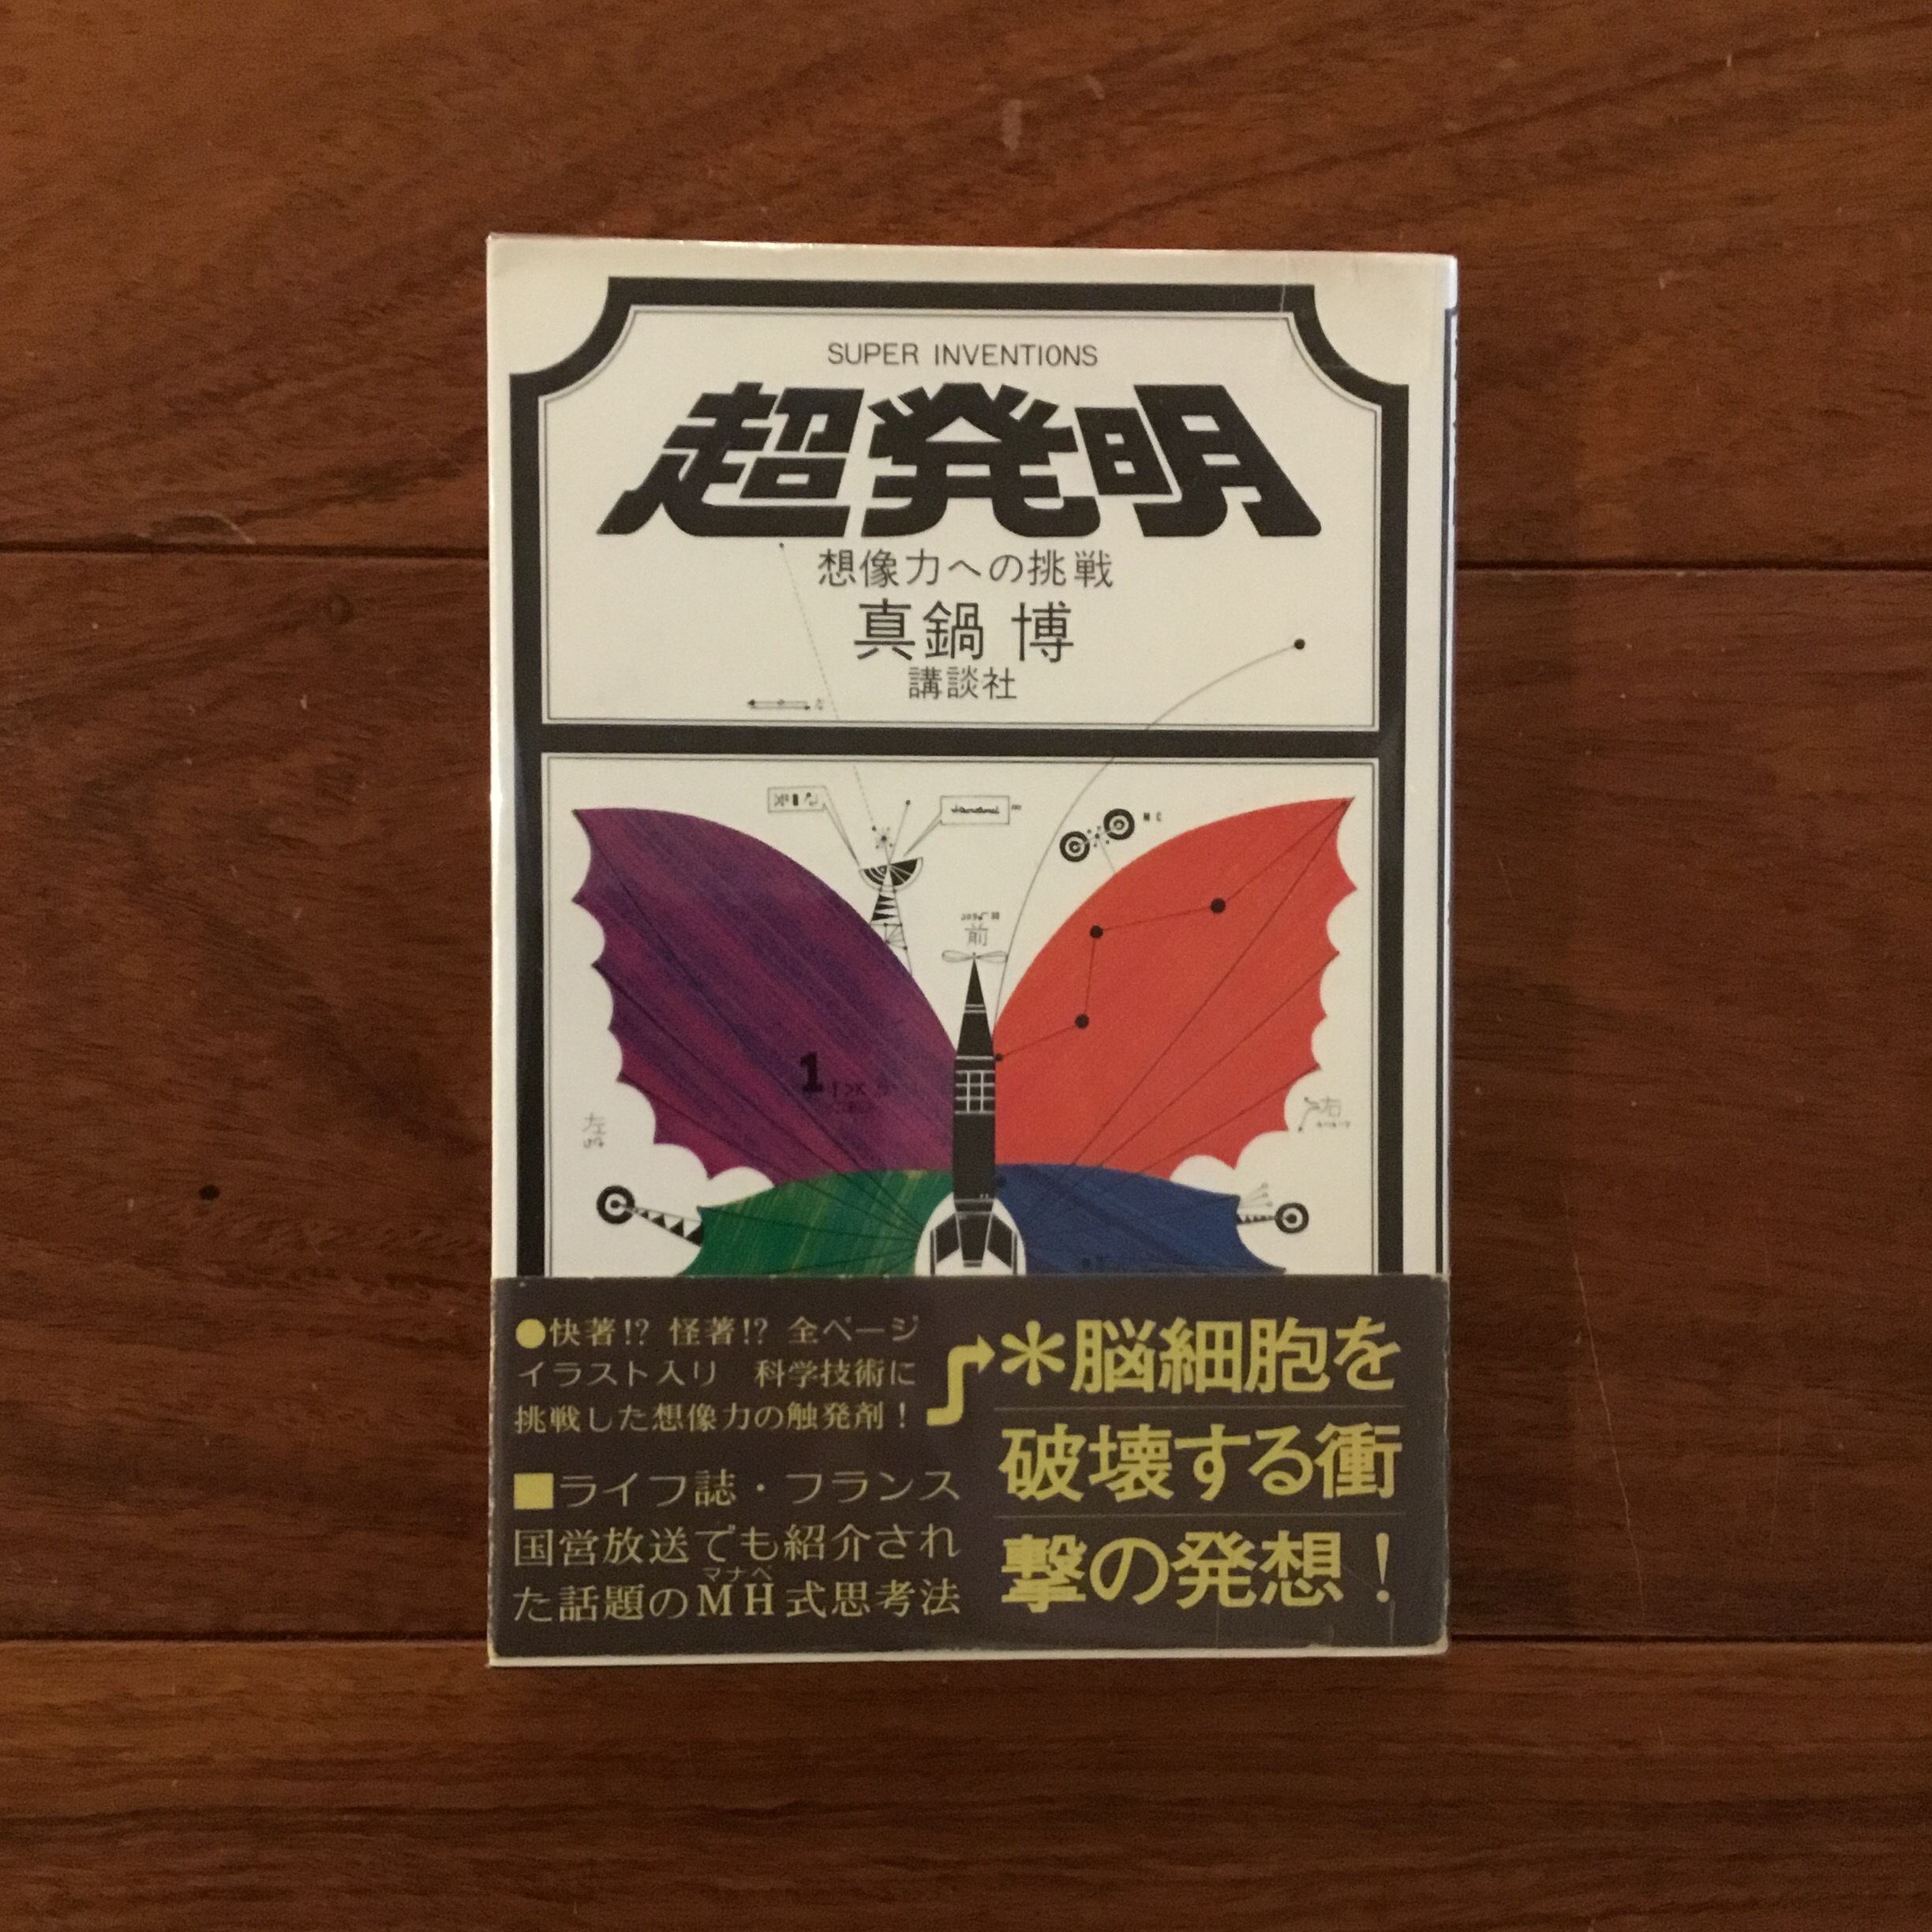 SUPER INVENTIONS
超発明
想像力への挑戦
真鍋 博
講談社
前
1
M C
左
右
●快著!? 怪著!? 全ページ
イラスト入り 科学技術に
挑戦した想像力の触発剤!
■ライフ誌・フランス
国営放送でも紹介され
マナベ
た話題のMH式思考法
*脳細胞を
破壊する衝
撃の発想!